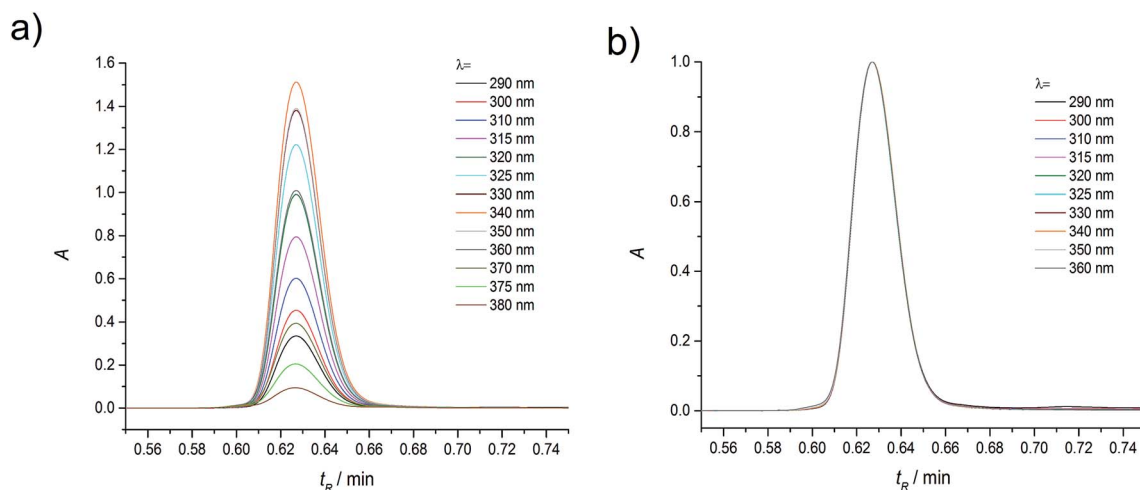 a)
λ=
290 nm
300 nm
310 nm
315 nm
320 nm
325 nm
330 nm
340 nm
350 nm
360 nm
370 nm
375 nm
380 nm
1.6
1.4
1.2
1.0
0.8
0.6
0.4
0.2
0.0
A
0.56 0.58 0.60 0.62 0.64 0.66 0.68 0.70 0.72 0.74
tR / min
b)
λ=
290 nm
300 nm
310 nm
315 nm
320 nm
325 nm
330 nm
340 nm
350 nm
360 nm
1.0
0.8
0.6
0.4
0.2
0.0
A
0.56 0.58 0.60 0.62 0.64 0.66 0.68 0.70 0.72 0.74
tR / min